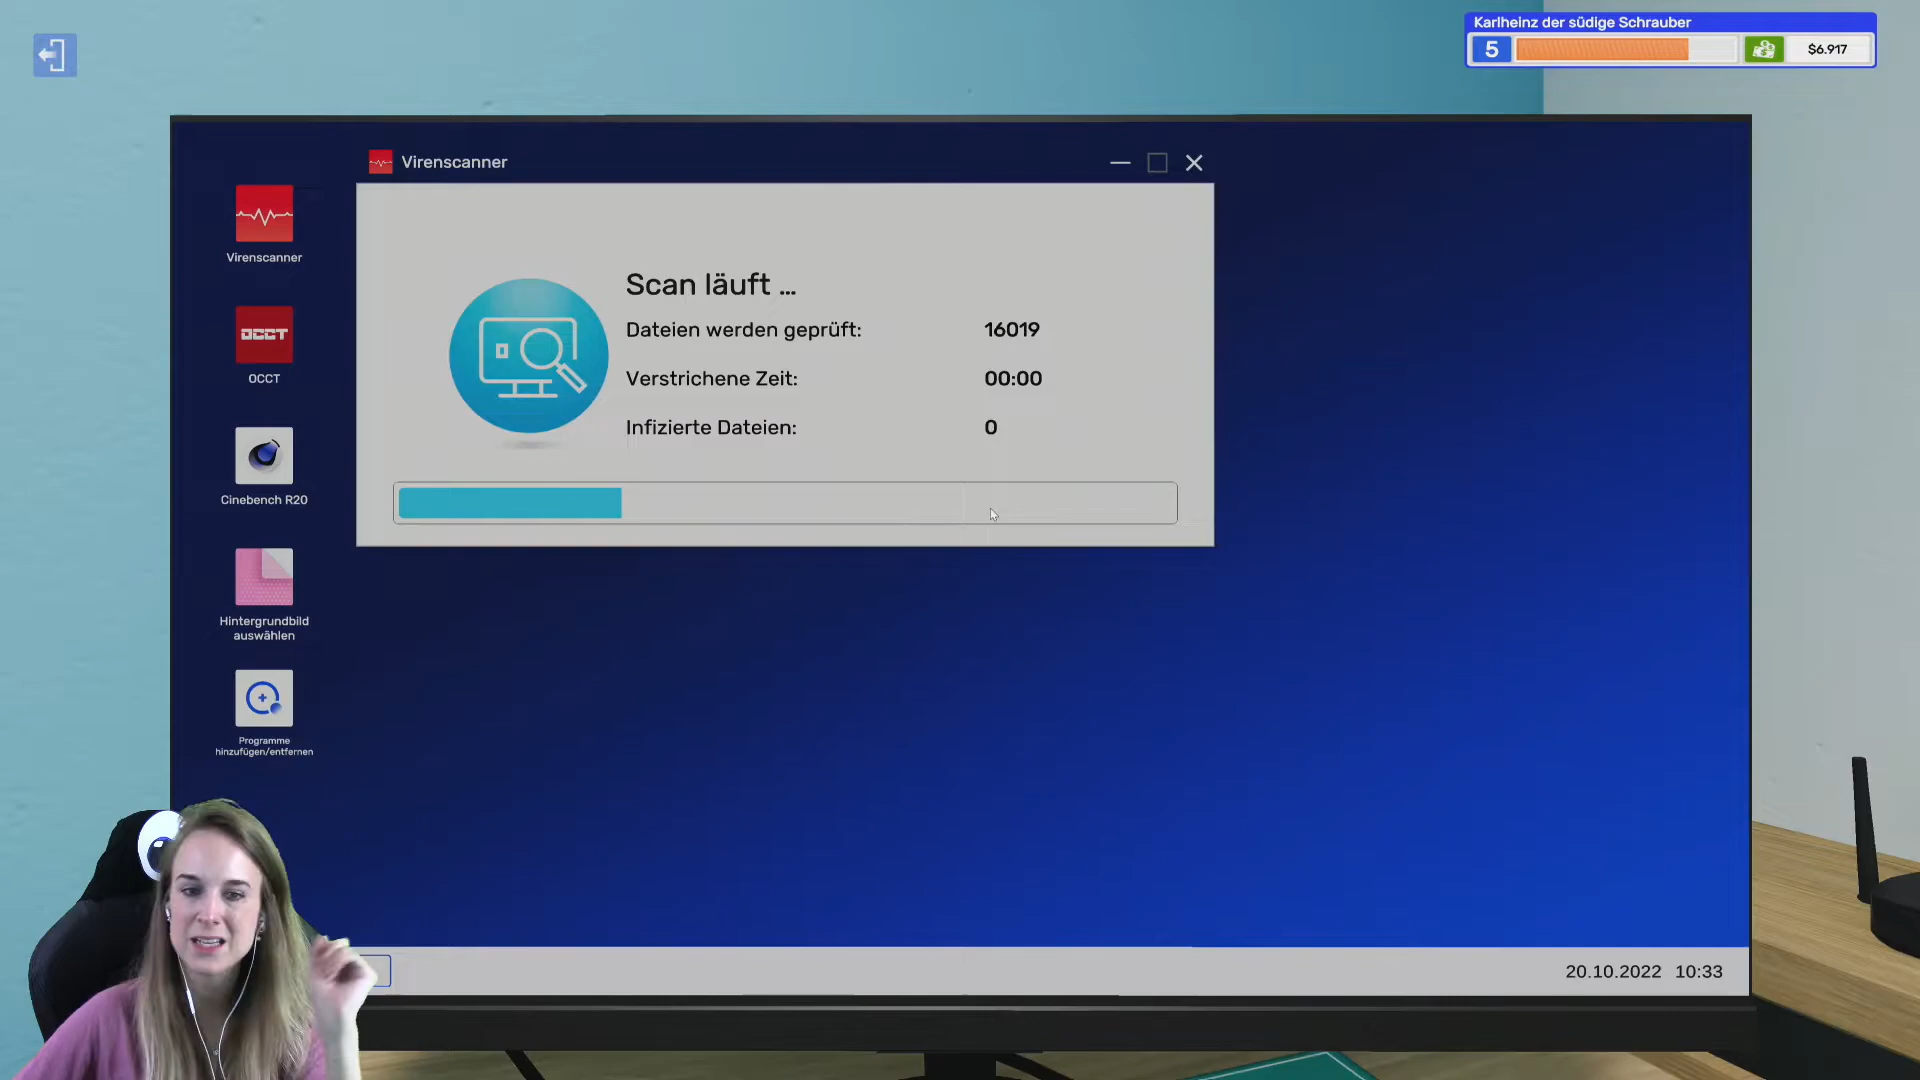 Karlheinz der südige Schrauber
5
$6.917
Virenscanner
Virenscanner
OCCT
OCCT
Cinebench R20
Hintergrundbild
auswählen
Programme
hinzufügen/entfernen
Scan läuft ...
Dateien werden geprüft: 16019
Verstrichene Zeit: 00:00
Infizierte Dateien: 0
20.10.2022 10:33